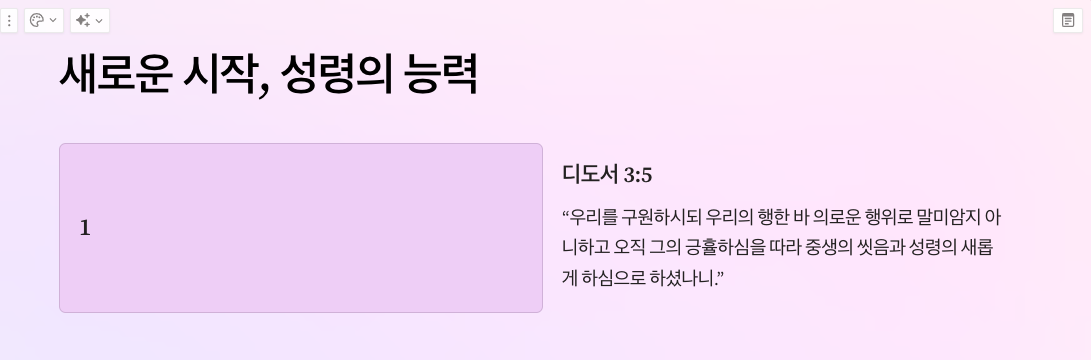 새로운 시작, 성령의 능력
1
디도서 3:5
“우리를 구원하시되 우리의 행한 바 의로운 행위로 말미암지 아
니하고 오직 그의 긍휼하심을 따라 중생의 씻음과 성령의 새롭
게 하심으로 하셨나니.”